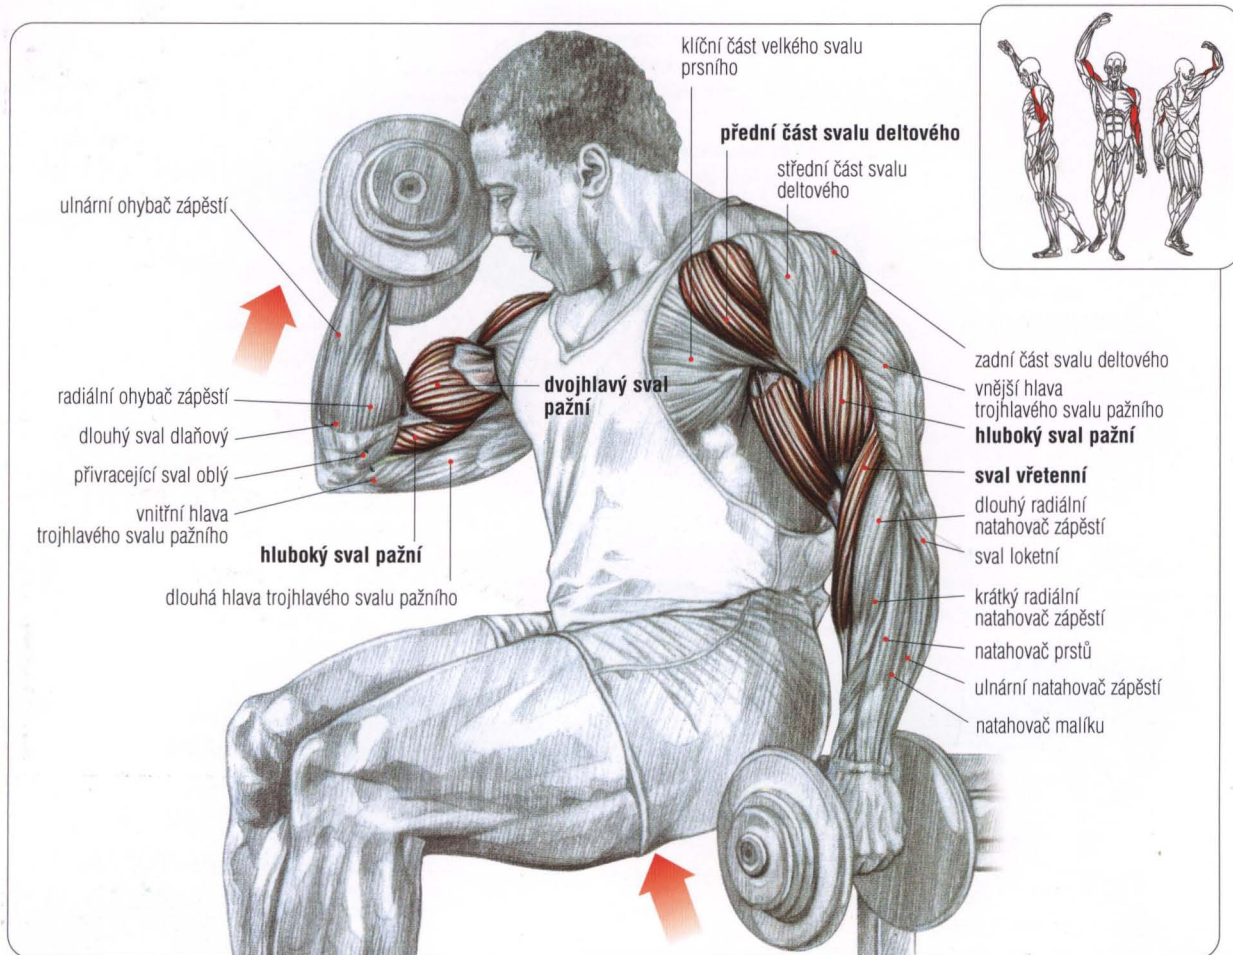 klíční část velkého svalu
prsního
přední část svalu deltového
střední část svalu
deltového
ulnární ohybač zápěstí
radiální ohybač zápěstí
dlouhý sval dlaňový
přivracející sval oblý
vnitřní hlava
trojhlavého svalu pažního
hluboký sval pažní
dlouhá hlava trojhlavého svalu pažního
dvojhlavý sval
pažní
zadní část svalu deltového
vnější hlava
trojhlavého svalu pažního
hluboký sval pažní
sval vřetenní
dlouhý radiální
natahovač zápěstí
sval loketní
krátký radiální
natahovač zápěstí
natahovač prstů
ulnární natahovač zápěstí
natahovač malíku